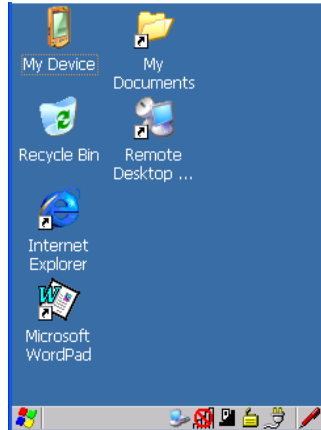 My Device
My
Documents
Recycle Bin
Remote
Desktop ...
Internet
Explorer
Microsoft
WordPad